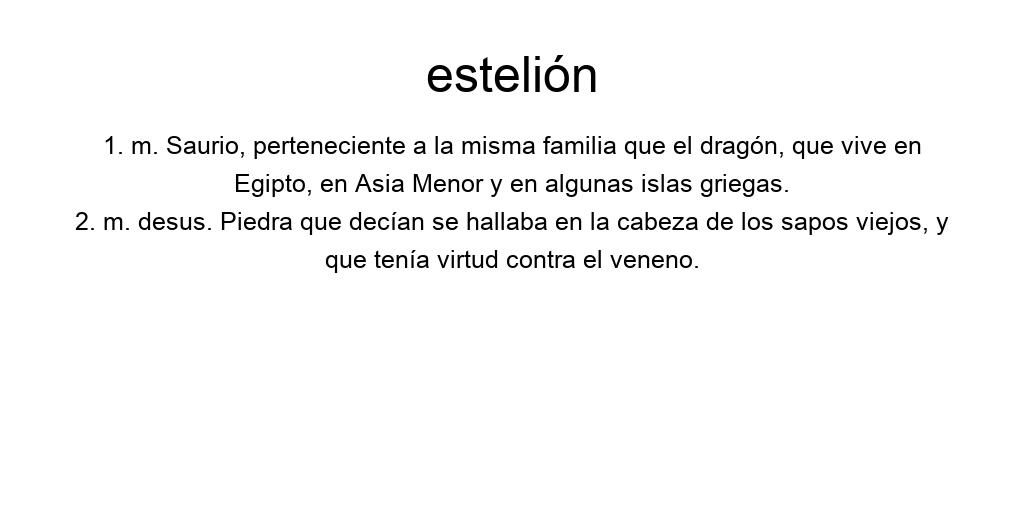 estelión
1. m. Saurio, perteneciente a la misma familia que el dragón, que vive en
Egipto, en Asia Menor y en algunas islas griegas.
2. m. desus. Piedra que decían se hallaba en la cabeza de los sapos viejos, y
que tenía virtud contra el veneno.